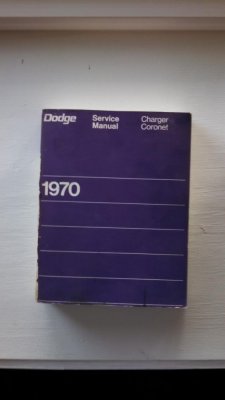 Dodge Service Charger
Manual Coronet
1970